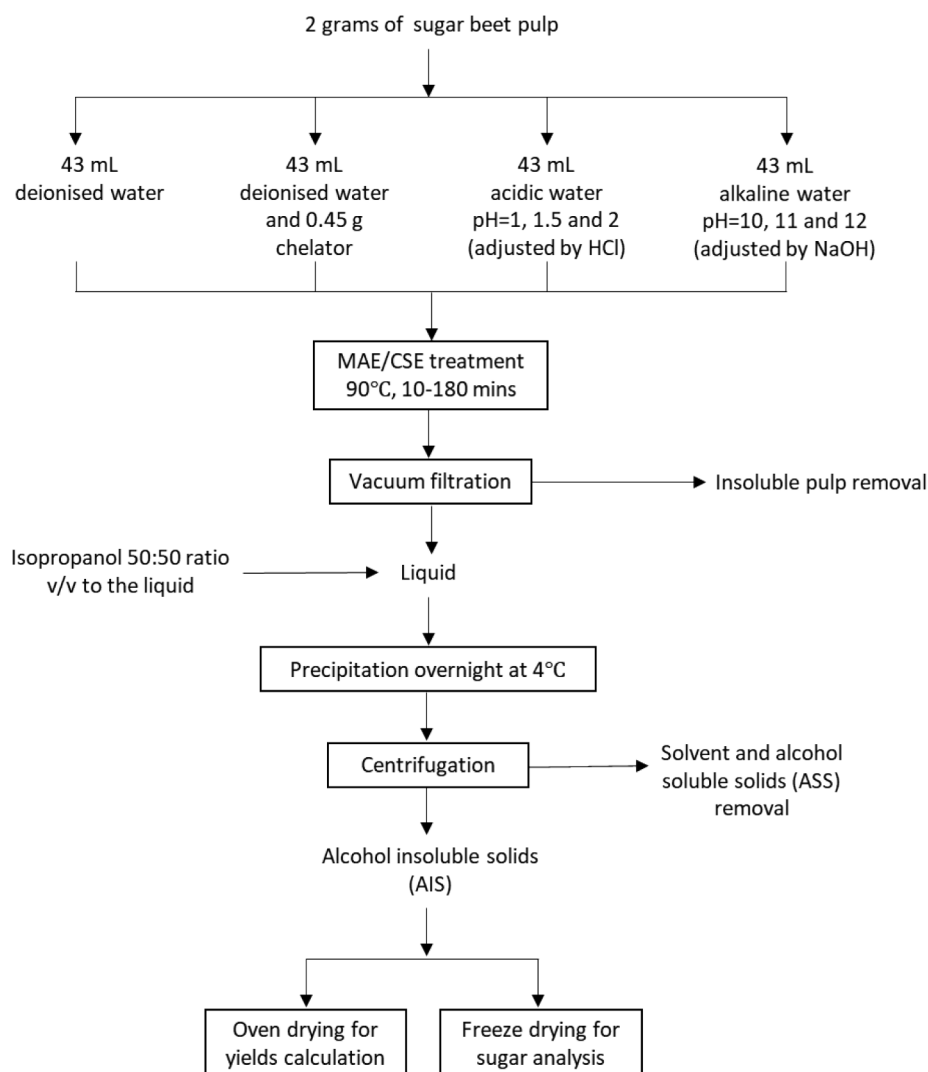 2 grams of sugar beet pulp
43 mL
deionised water
43 mL
deionised water
and 0.45 g
chelator
43 mL
acidic water
pH=1, 1.5 and 2
(adjusted by HCl)
43 mL
alkaline water
pH=10, 11 and 12
(adjusted by NaOH)
MAE/CSE treatment
90℃, 10-180 mins
Vacuum filtration
Insoluble pulp removal
Isopropanol 50:50 ratio
v/v to the liquid
Liquid
Precipitation overnight at 4℃
Centrifugation
Solvent and alcohol
soluble solids (ASS)
removal
Alcohol insoluble solids
(AIS)
Oven drying for
yields calculation
Freeze drying for
sugar analysis